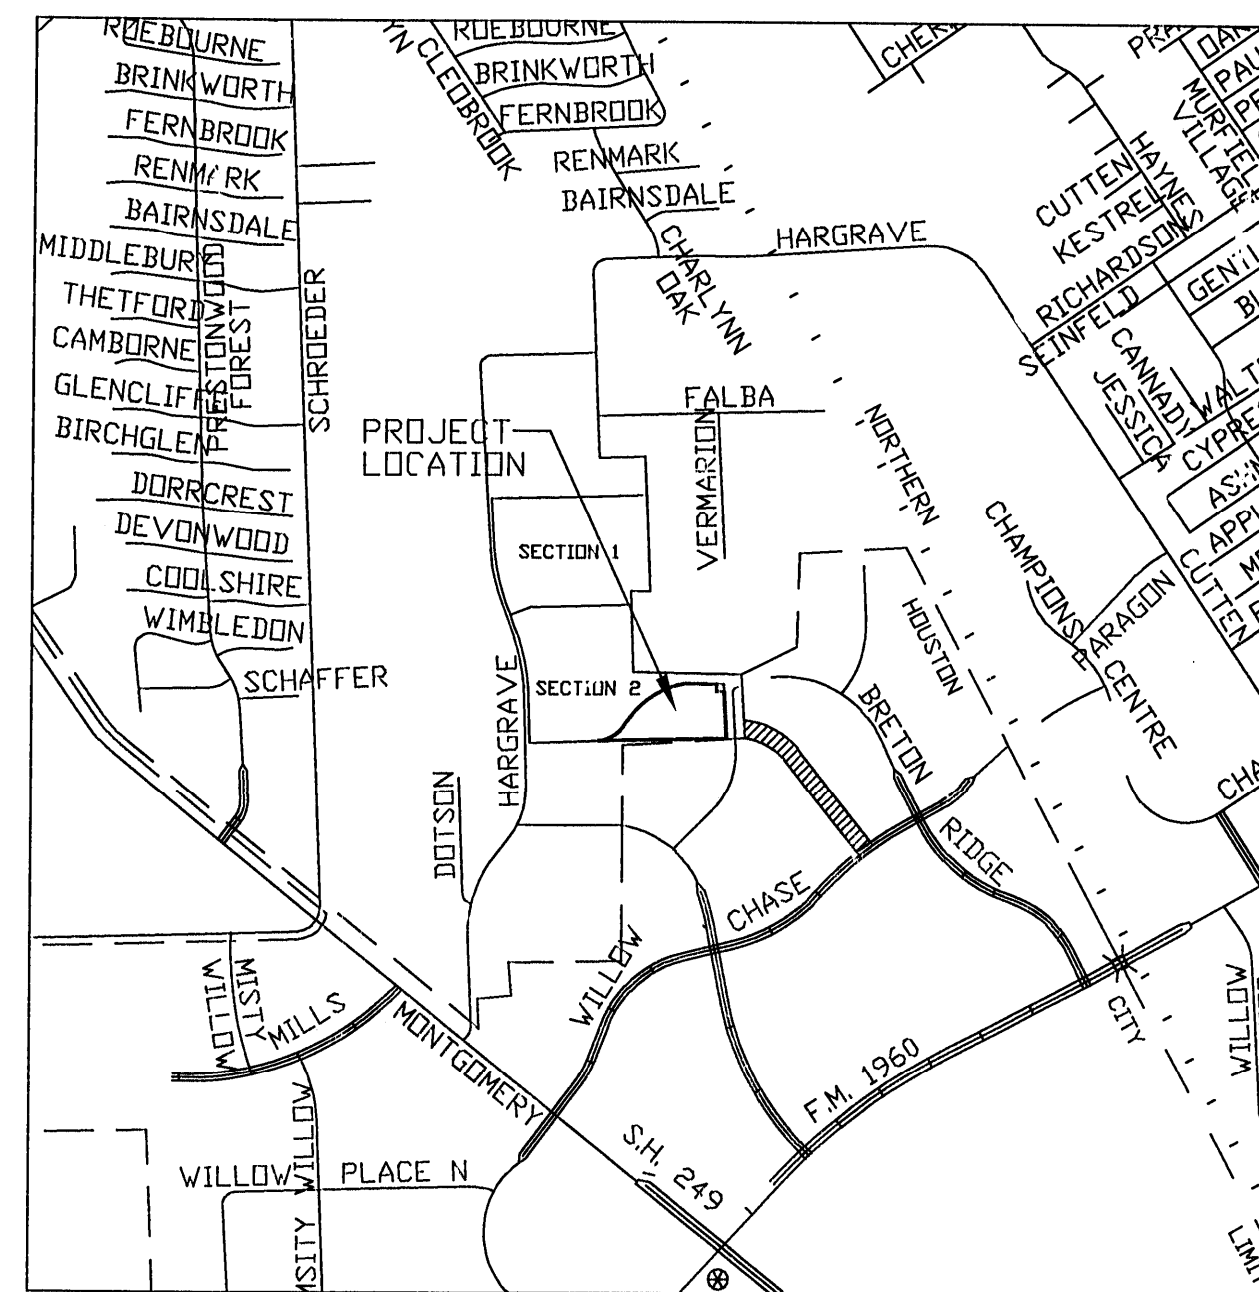 ROEBOURNE
BRINKWORTH
FERNBROOK
RENMARK
BAIRNSDALE
MIDDLEBURY
THETFORD
CAMBORNE
GLENCLIFFE
BIRCHGLEN
DORRCREST
DEVONWOOD
COOLSHIRE
WIMBLEDON
SCHAFFER
PRESTONWOOD
FOREST
SCHROEDER
CLEOBROOK
ROEBOURNE
BRINKWORTH
FERNBROOK
RENMARK
BAIRNSDALE
CHARLYNN
OAK
HARGRAVE
FALBA
VERMARION
PROJECT
LOCATION
SECTION 1
SECTION 2
HARGRAVE
DOTSON
NORTHERN
HOUSTON
CHAMPIONS
CENTRE
PARAGON
CUTTEN
HAYNES
CUTTEN
KESTREL
RICHARDSONS
SEINFELD
CANNADY
JESSICA
MURFIEL
VILLAGE
BRETON
RIDGE
WILLOW
CHASE
MISTY
WILLOW
MILLS
MONTGOMERY
F.M. 1960
S.H. 249
CITY
WILLOW
WILLOW
WILLOW
PLACE N
MSITY